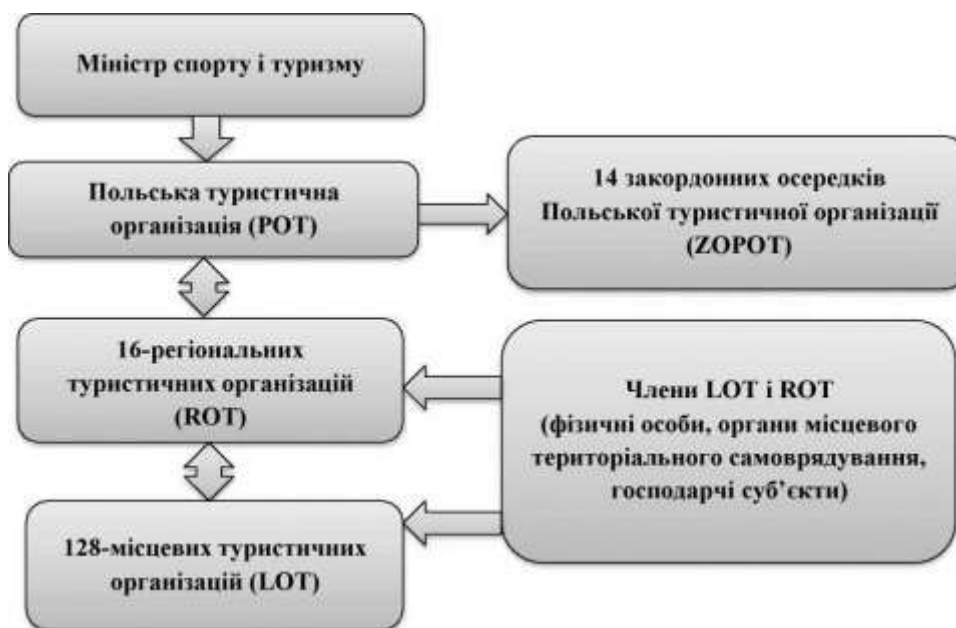 Міністр спорту і туризму
Польська туристична
організація (POT)
14 закордонних осередків
Польської туристичної організації
(ZOPOT)
16-регіональних
туристичних організацій
(ROT)
Члени LOT і ROT
(фізичні особи, органи місцевого
територіального самоврядування,
господарчі суб’єкти)
128-місцевих туристичних
організацій (LOT)